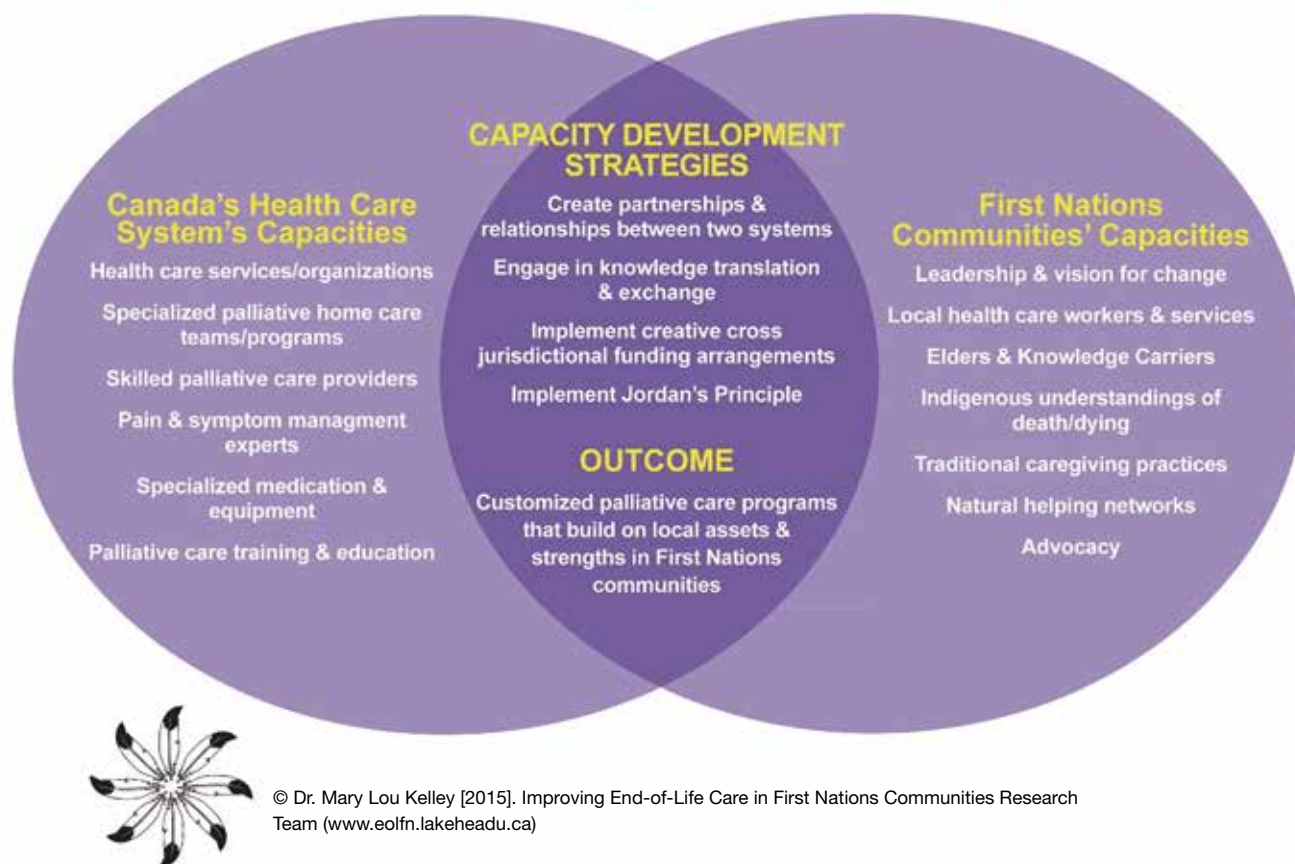 Canada's Health Care
System's Capacities
Health care services/organizations
Specialized palliative home care
teams/programs
Skilled palliative care providers
Pain & symptom managment
experts
Specialized medication &
equipment
Palliative care training & education
CAPACITY DEVELOPMENT
STRATEGIES
Create partnerships &
relationships between two systems
Engage in knowledge translation
& exchange
Implement creative cross
jurisdictional funding arrangements
Implement Jordan's Principle
OUTCOME
Customized palliative care programs
that build on local assets &
strengths in First Nations
communities
First Nations
Communities' Capacities
Leadership & vision for change
Local health care workers & services
Elders & Knowledge Carriers
Indigenous understandings of
death/dying
Traditional caregiving practices
Natural helping networks
Advocacy
© Dr. Mary Lou Kelley [2015]. Improving End-of-Life Care in First Nations Communities Research
Team (www.eolfn.lakeheadu.ca)